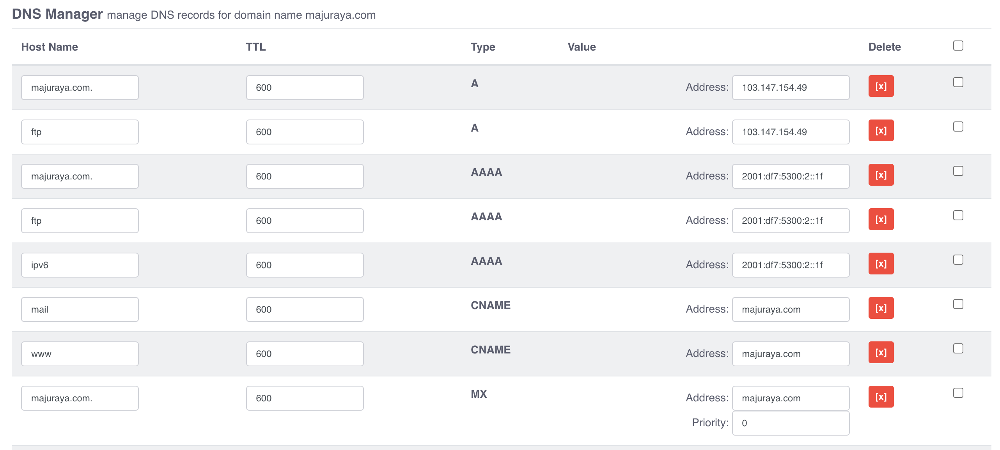 DNS Manager manage DNS records for domain name majuraya.com
Host Name TTL Type Value Delete
majuraya.com. 600 A Address: 103.147.154.49 [x]
ftp 600 A Address: 103.147.154.49 [x]
majuraya.com. 600 AAAA Address: 2001:df7:5300:2::1f [x]
ftp 600 AAAA Address: 2001:df7:5300:2::1f [x]
ipv6 600 AAAA Address: 2001:df7:5300:2::1f [x]
mail 600 CNAME Address: majuraya.com [x]
www 600 CNAME Address: majuraya.com [x]
majuraya.com. 600 MX Address: majuraya.com [x]
Priority: 0